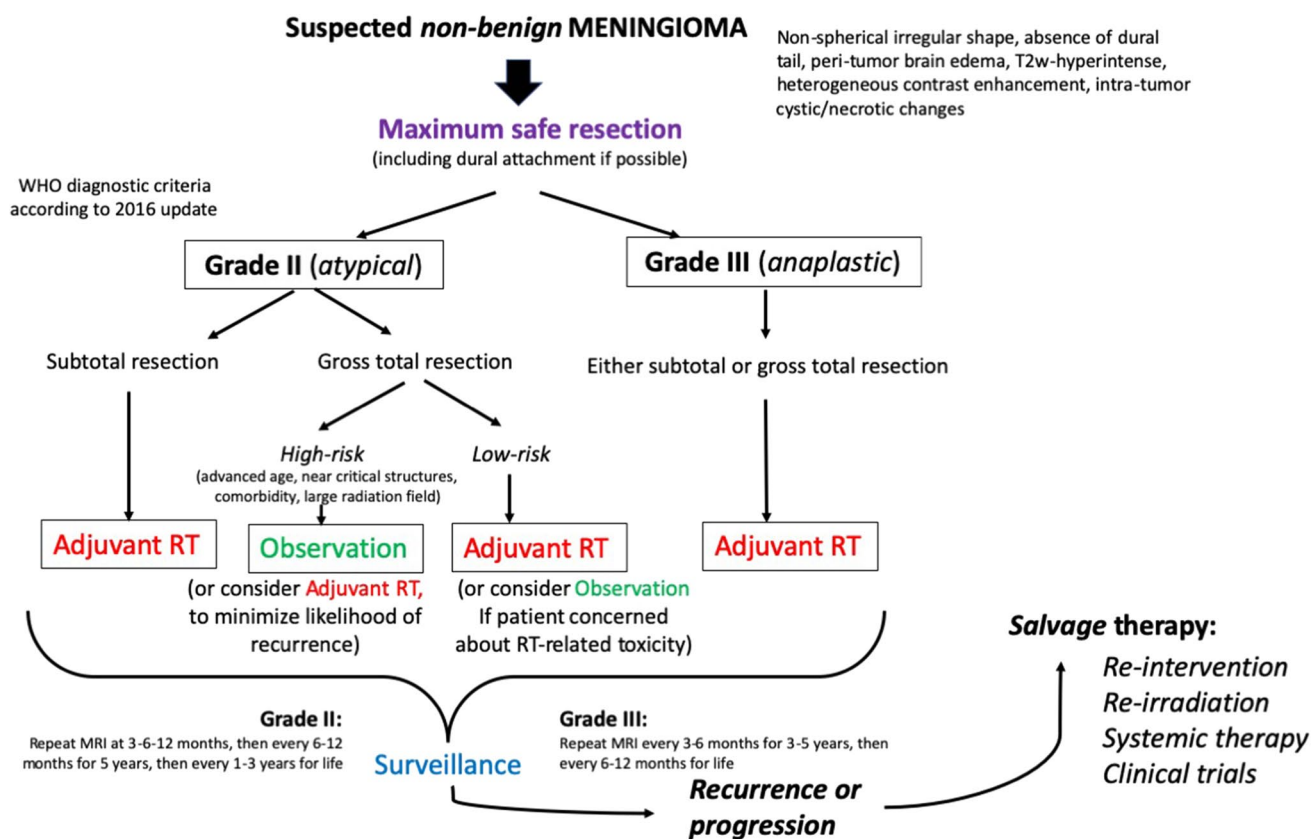 Suspected non-benign MENINGIOMA
Non-spherical irregular shape, absence of dural
tail, peri-tumor brain edema, T2w-hyperintense,
heterogeneous contrast enhancement, intra-tumor
cystic/necrotic changes
Maximum safe resection
(including dural attachment if possible)
WHO diagnostic criteria
according to 2016 update
Grade II (atypical)
Grade III (anaplastic)
Subtotal resection
Gross total resection
Either subtotal or gross total resection
High-risk
(advanced age, near critical structures,
comorbidity, large radiation field)
Low-risk
Adjuvant RT
Observation
(or consider Adjuvant RT,
to minimize likelihood of
recurrence)
Adjuvant RT
(or consider Observation
If patient concerned
about RT-related toxicity)
Adjuvant RT
Grade II:
Repeat MRI at 3-6-12 months, then every 6-12
months for 5 years, then every 1-3 years for life
Surveillance
Grade III:
Repeat MRI every 3-6 months for 3-5 years, then
every 6-12 months for life
Recurrence or
progression
Salvage therapy:
Re-intervention
Re-irradiation
Systemic therapy
Clinical trials